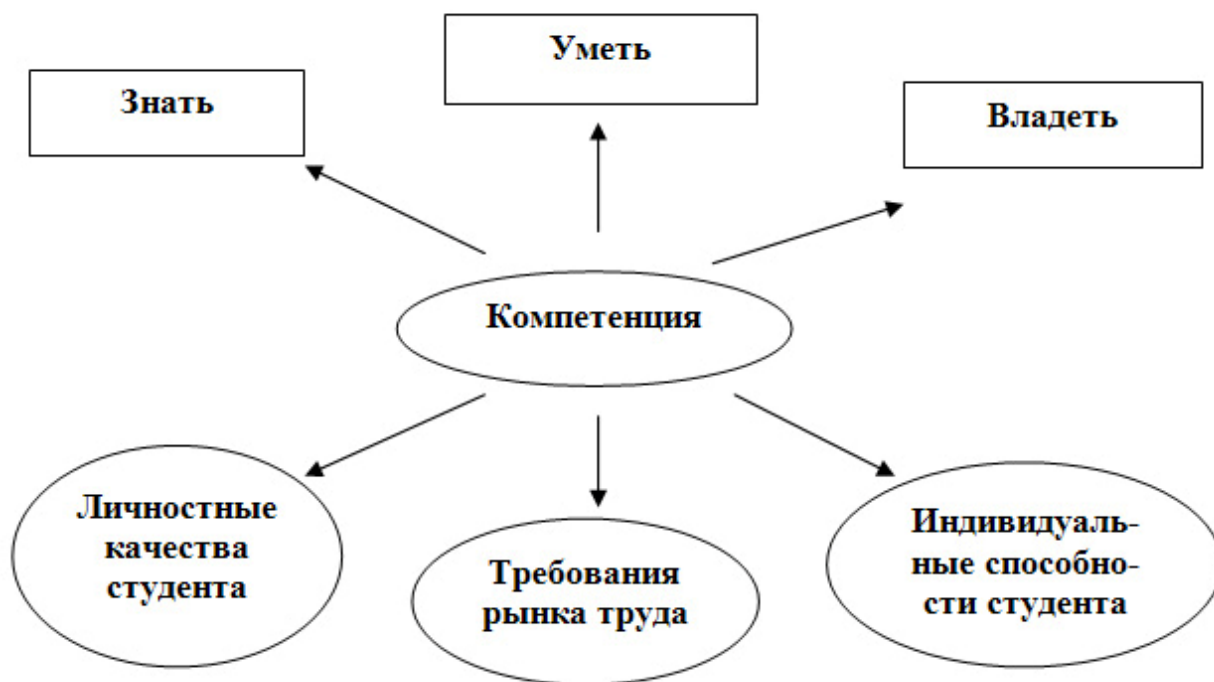 Уметь
Знать
Владеть
Компетенция
Личностные
качества
студента
Требования
рынка труда
Индивидуаль-
ные способно-
сти студента